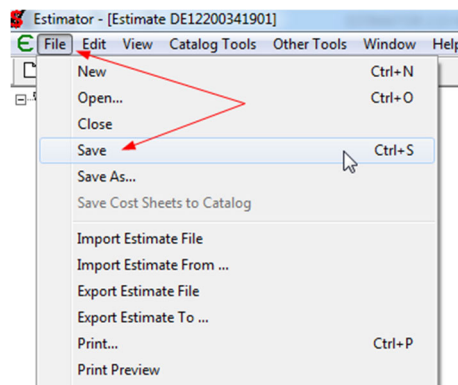 Estimator - [Estimate DE12200341901]
File Edit View Catalog Tools Other Tools Window Help
New Ctrl+N
Open... Ctrl+O
Close
Save Ctrl+S
Save As...
Save Cost Sheets to Catalog
Import Estimate File
Import Estimate From ...
Export Estimate File
Export Estimate To ...
Print... Ctrl+P
Print Preview